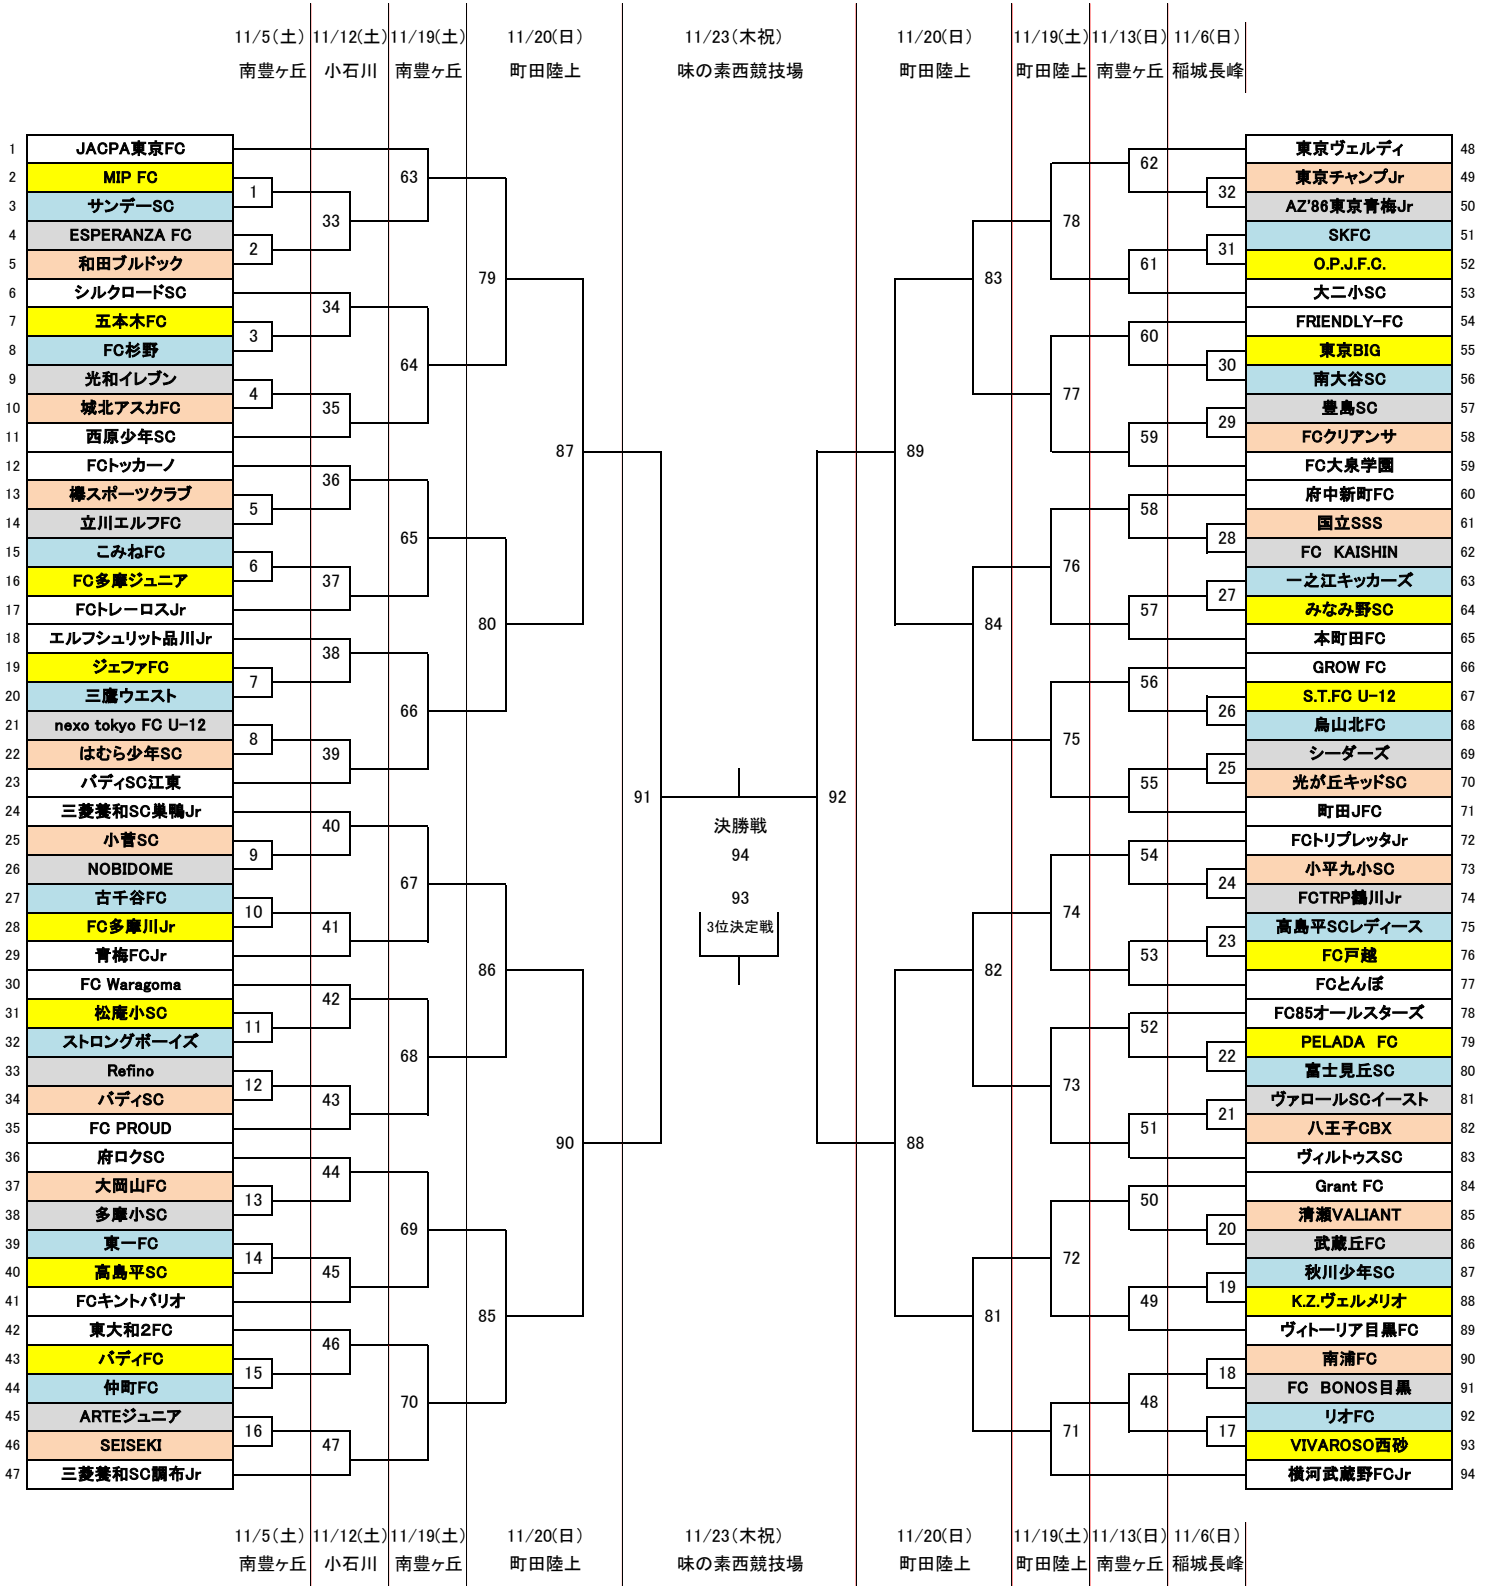 11/5(土) 11/12(土) 11/19(土) 11/20(日) 11/23(木祝) 11/20(日) 11/19(土) 11/13(日) 11/6(日)
南豊ヶ丘 小石川 南豊ヶ丘 町田陸上 味の素西競技場 町田陸上 町田陸上 南豊ヶ丘 稲城長峰
1 JACPA東京FC 63 62 東京ヴェルディ 48
2 MIP FC 1 32 東京チャンプJr 49
3 サンデーSC 33 78 AZ'86東京青梅Jr 50
4 ESPERANZA FC 2 31 SKFC 51
5 和田ブルドック 79 83 61 O.P.J.F.C. 52
6 シルクロードSC 34 大二小SC 53
7 五本木FC 3 60 FRIENDLY-FC 54
8 FC杉野 64 30 東京BIG 55
9 光和イレブン 4 77 南大谷SC 56
10 城北アスカFC 35 29 豊島SC 57
11 西原少年SC 87 89 59 FCクリアンサ 58
12 FCトッカーノ 36 FC大泉学園 59
13 欅スポーツクラブ 5 58 府中新町FC 60
14 立川エルフFC 65 28 国立SSS 61
15 こみねFC 6 76 FC KAISHIN 62
16 FC多摩ジュニア 37 27 一之江キッカーズ 63
17 FCトレーロスJr 80 84 57 みなみ野SC 64
18 エルフシュリット品川Jr 38 本町田FC 65
19 ジェファFC 7 56 GROW FC 66
20 三鷹ウエスト 66 26 S.T.FC U-12 67
21 nexo tokyo FC U-12 8 75 烏山北FC 68
22 はむら少年SC 39 25 シーダーズ 69
23 バディSC江東 91 92 55 光が丘キッドSC 70
24 三菱養和SC巣鴨Jr 40 決勝戦 町田JFC 71
25 小菅SC 9 94 54 FCトリプレッタJr 72
26 NOBIDOME 67 93 24 小平九小SC 73
27 古千谷FC 10 3位決定戦 74 FCTRP鶴川Jr 74
28 FC多摩川Jr 41 23 高島平SCレディース 75
29 青梅FCJr 86 82 53 FC戸越 76
30 FC Waragoma 42 FCとんぼ 77
31 松庵小SC 11 52 FC85オールスターズ 78
32 ストロングボーイズ 68 22 PELADA FC 79
33 Refino 12 73 富士見丘SC 80
34 バディSC 43 21 ヴァロールSCイースト 81
35 FC PROUD 90 88 51 八王子CBX 82
36 府ロクSC 44 ヴィルトゥスSC 83
37 大岡山FC 13 50 Grant FC 84
38 多摩小SC 69 20 清瀬VALIANT 85
39 東一FC 14 72 武蔵丘FC 86
40 高島平SC 45 19 秋川少年SC 87
41 FCキントバリオ 85 81 49 K.Z.ヴェルメリオ 88
42 東大和2FC 46 ヴィトーリア目黒FC 89
43 バディFC 15 18 南浦FC 90
44 仲町FC 70 48 FC BONOS目黒 91
45 ARTEジュニア 16 71 17 リオFC 92
46 SEISEKI 47 VIVAROSO西砂 93
47 三菱養和SC調布Jr 横河武蔵野FCJr 94
11/5(土) 11/12(土) 11/19(土) 11/20(日) 11/23(木祝) 11/20(日) 11/19(土) 11/13(日) 11/6(日)
南豊ヶ丘 小石川 南豊ヶ丘 町田陸上 味の素西競技場 町田陸上 町田陸上 南豊ヶ丘 稲城長峰